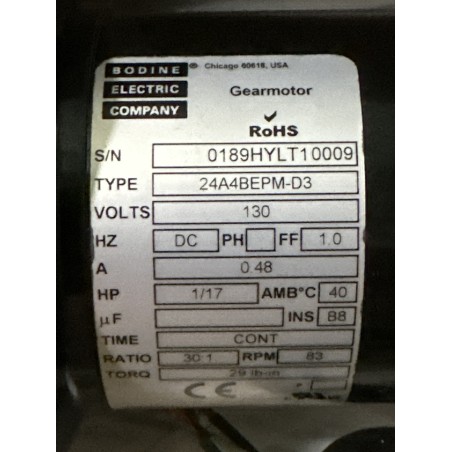 BODINE ® Chicago 60618, USA
ELECTRIC Gearmotor
COMPANY
RoHS
S/N 0189HYLT10009
TYPE 24A4BEPM-D3
VOLTS 130
HZ DC PH FF 1.0
A 0.48
HP 1/17 AMB°C 40
µF INS 88
TIME CONT
RATIO 30:1 RPM 83
TORQ 29 lb-in
CE